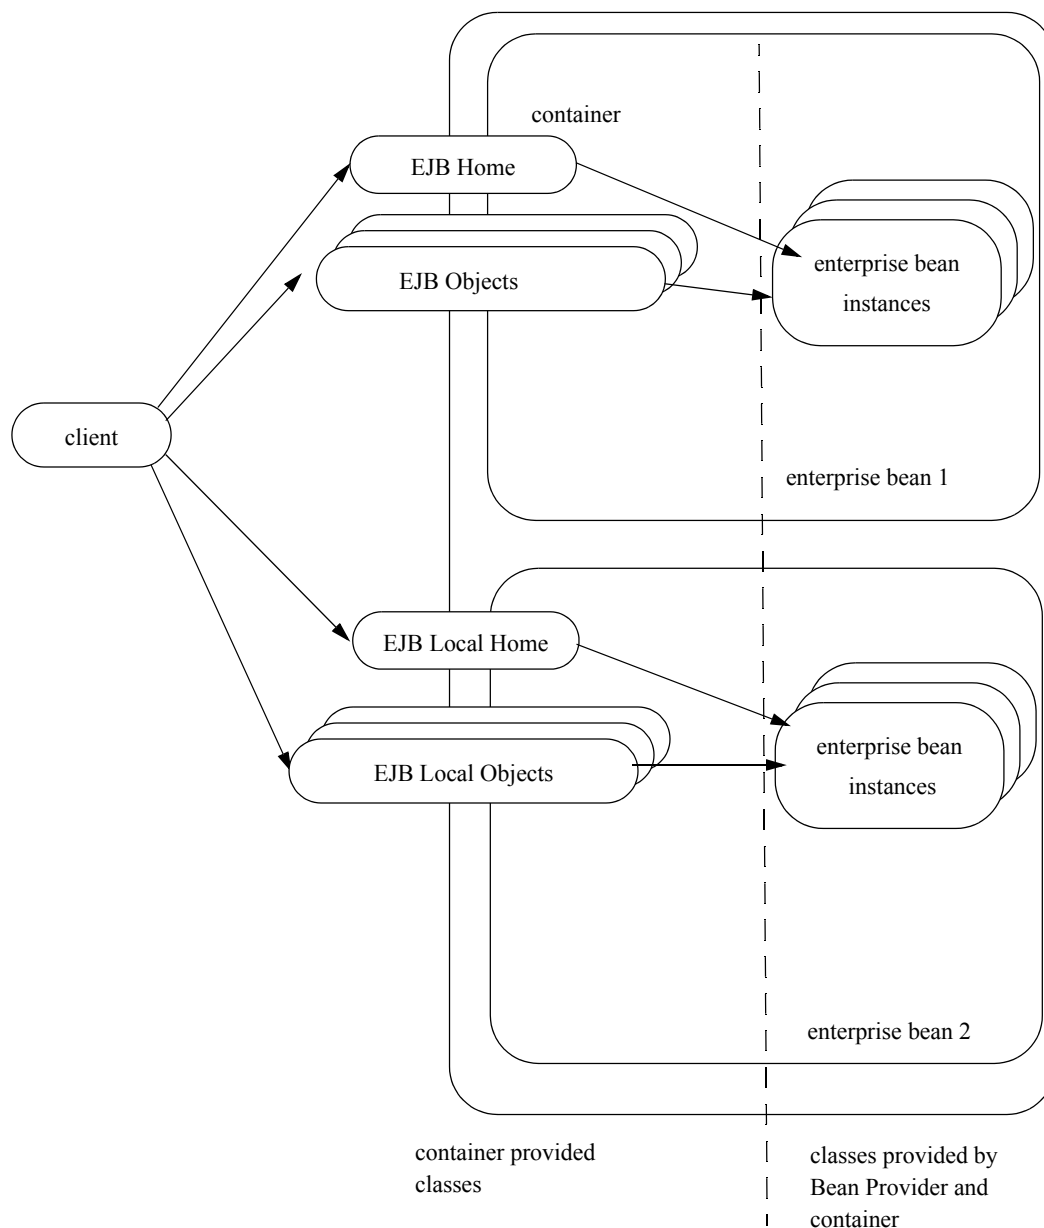 container
EJB Home
EJB Objects
enterprise bean
instances
client
enterprise bean 1
EJB Local Home
EJB Local Objects
enterprise bean
instances
enterprise bean 2
container provided
classes
classes provided by
Bean Provider and
container